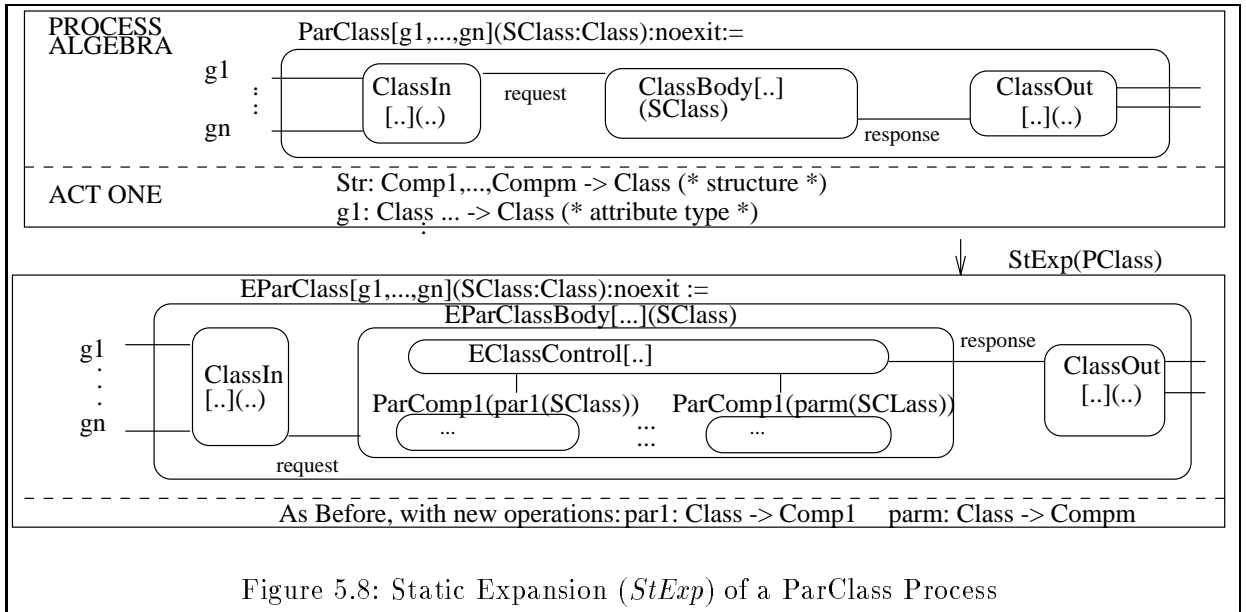 PROCESS
ALGEBRA
ParClass[g1,...,gn](SClass:Class):noexit:=
g1
gn
ClassIn
[..](..)
request
ClassBody[..]
(SClass)
response
ClassOut
[..](..)
ACT ONE
Str: Comp1,...,Compm -> Class (* structure *)
g1: Class ... -> Class (* attribute type *)
StExp(PClass)
EParClass[g1,...,gn](SClass:Class):noexit :=
EParClassBody[...](SClass)
g1
gn
ClassIn
[..](..)
request
EClassControl[..]
response
ParComp1(par1(SClass))
ParComp1(parm(SCLass))
...
...
...
...
ClassOut
[..](..)
As Before, with new operations: par1: Class -> Comp1 parm: Class -> Compm
Figure 5.8: Static Expansion (StExp) of a ParClass Process